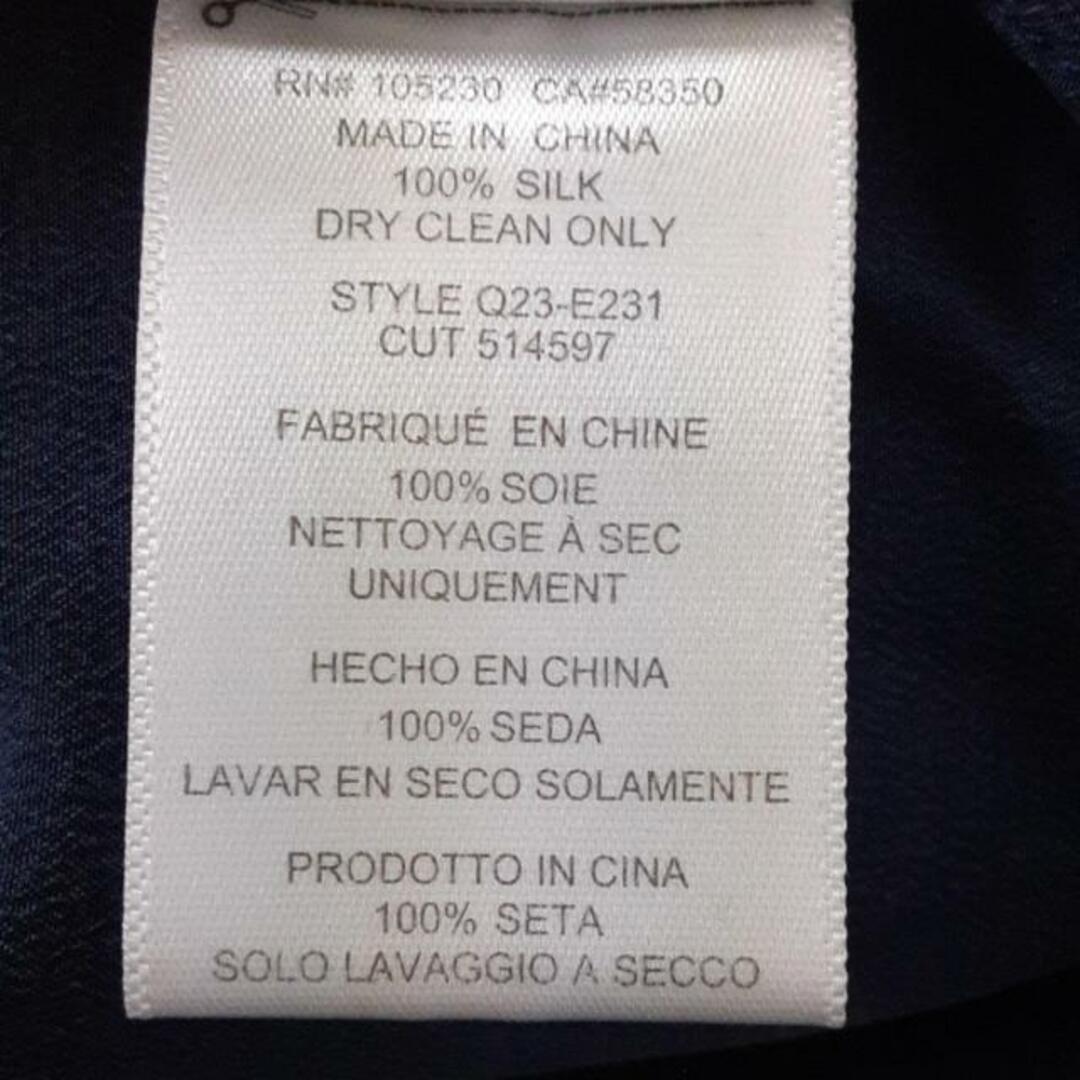 RN# 105230 CA#58350
MADE IN CHINA
100% SILK
DRY CLEAN ONLY
STYLE Q23-E231
CUT 514597
FABRIQUÉ EN CHINE
100% SOIE
NETTOYAGE À SEC
UNIQUEMENT
HECHO EN CHINA
100% SEDA
LAVAR EN SECO SOLAMENTE
PRODOTTO IN CINA
100% SETA
SOLO LAVAGGIO A SECCO